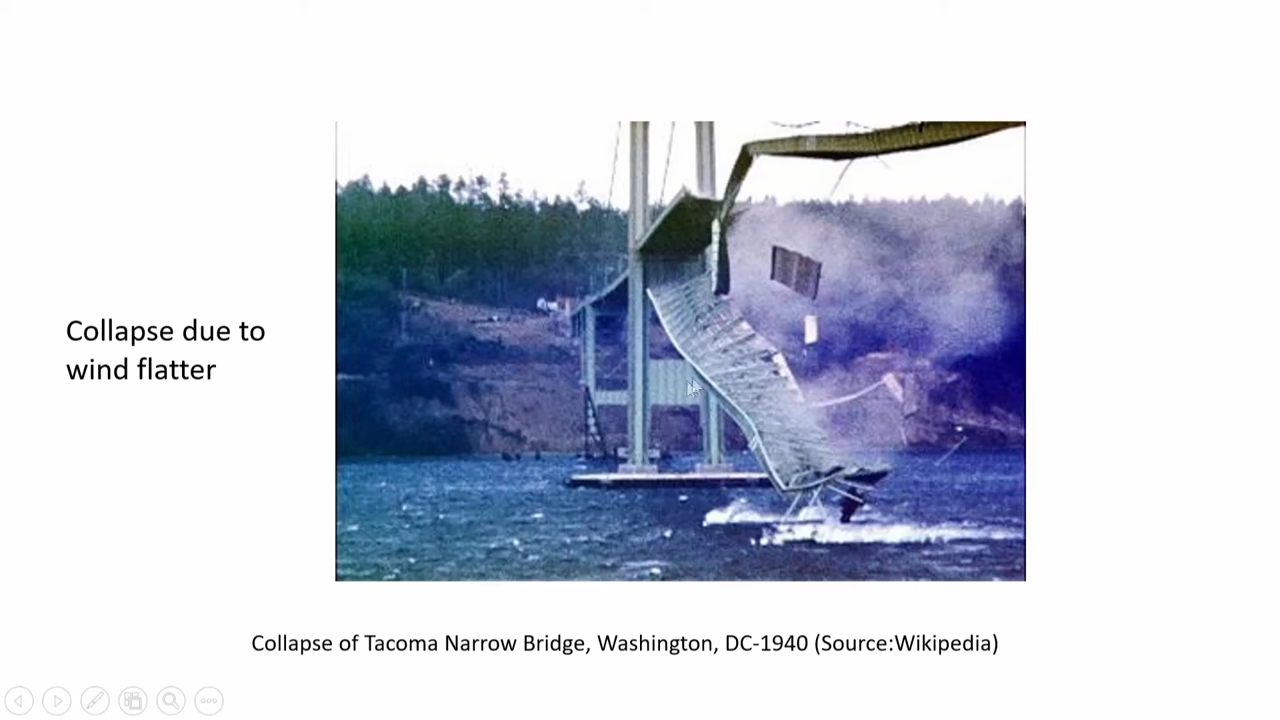 Collapse due to
wind flatter
Collapse of Tacoma Narrow Bridge, Washington, DC-1940 (Source:Wikipedia)